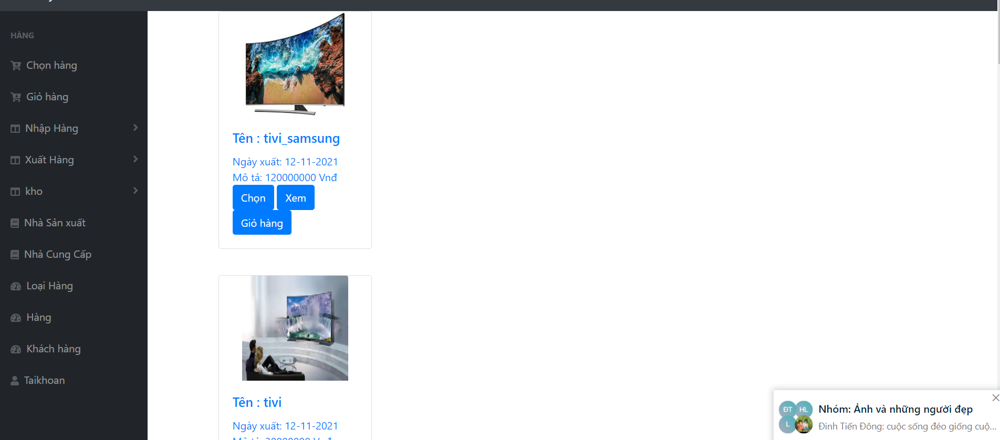 HÀNG
Chọn hàng
Giỏ hàng
Nhập Hàng
Xuất Hàng
kho
Nhà Sản xuất
Nhà Cung Cấp
Loại Hàng
Hàng
Khách hàng
Taikhoan
Tên : tivi_samsung
Ngày xuất: 12-11-2021
Mô tả: 120000000 Vnđ
Chọn Xem
Giỏ hàng
Tên : tivi
Ngày xuất: 12-11-2021
ĐT HL
L
Nhóm: Ảnh và những người đẹp
Đinh Tiến Đông: cuộc sống đéo giống cuộ...